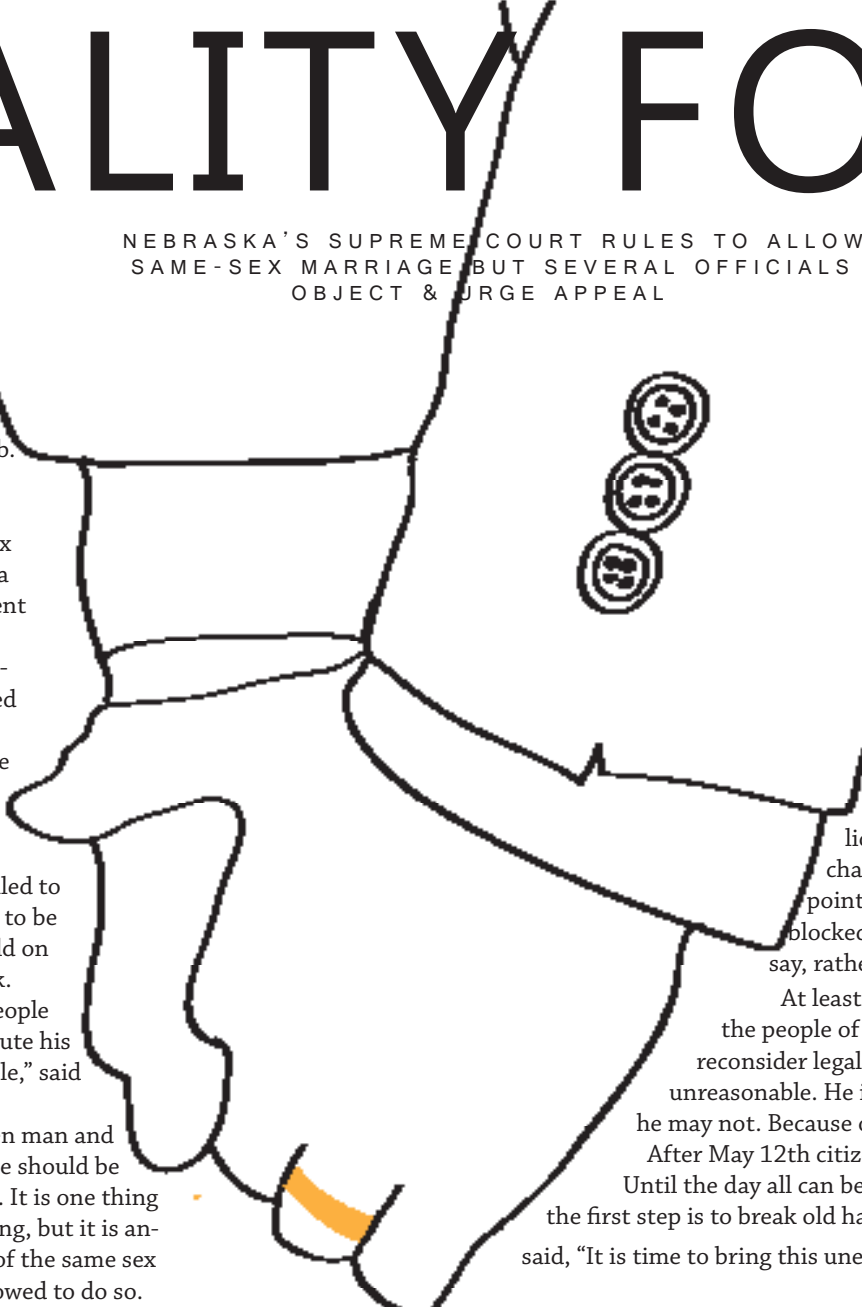 ALITY FO
NEBRASKA’S SUPREME COURT RULES TO ALLOW
SAME-SEX MARRIAGE BUT SEVERAL OFFICIALS
OBJECT & URGE APPEAL
b.
x
a
ent
-
ed
e
led to
to be
ld on
k.
eople
ute his
le,” said
en man and
e should be
. It is one thing
ng, but it is an-
of the same sex
owed to do so.
lic
cha
point
blocked
say, rathe
At least
the people of
reconsider legal
unreasonable. He i
he may not. Because o
After May 12th citiz
Until the day all can be
the first step is to break old ha
said, “It is time to bring this une